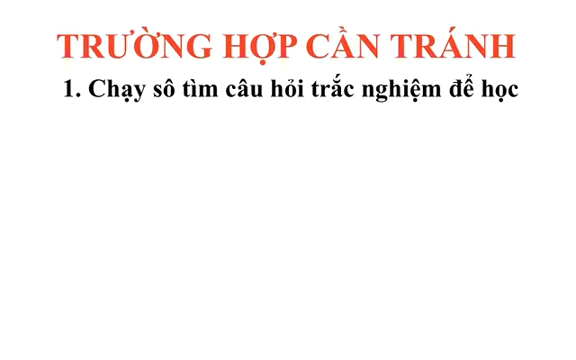 TRƯỜNG HỢP CẦN TRÁNH
1. Chạy sô tìm câu hỏi trắc nghiệm để học